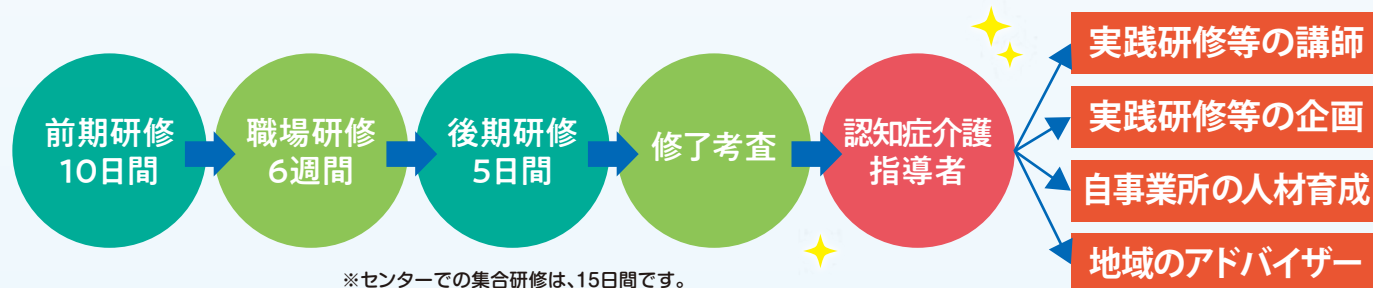 前期研修
10日間
職場研修
6週間
後期研修
5日間
修了考査
認知症介護
指導者
実践研修等の講師
実践研修等の企画
自事業所の人材育成
地域のアドバイザー
※センターでの集合研修は、15日間です。